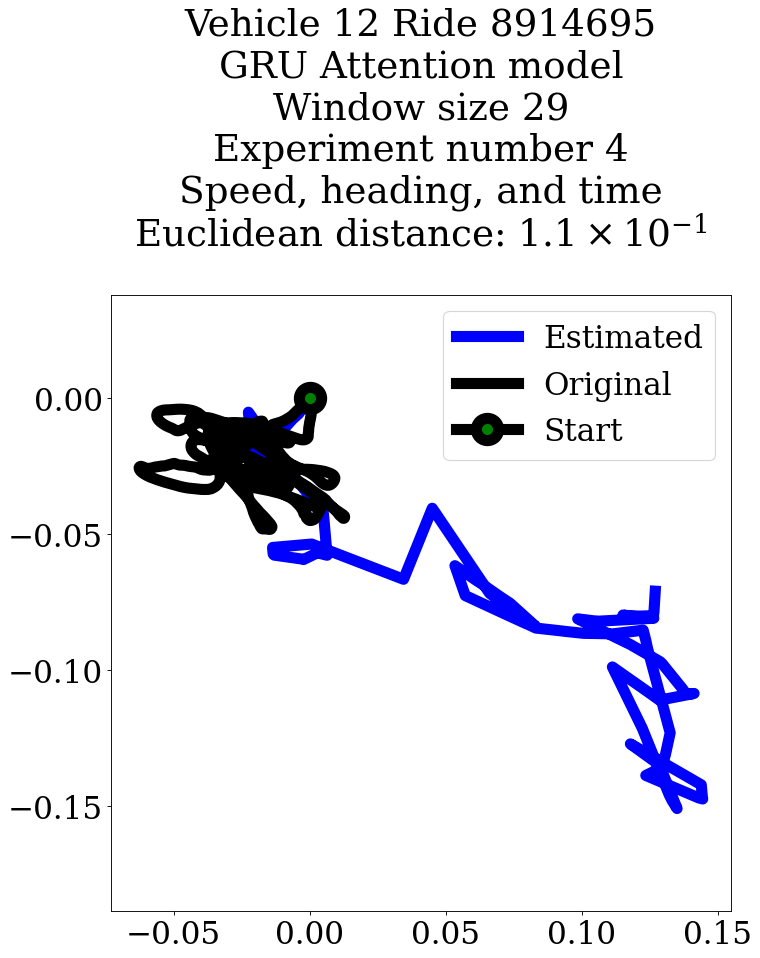 Vehicle 12 Ride 8914695
GRU Attention model
Window size 29
Experiment number 4
Speed, heading, and time
Euclidean distance: 1.1 × 10⁻¹
Estimated
Original
Start
0.00
−0.05
−0.10
−0.15
−0.05 0.00 0.05 0.10 0.15